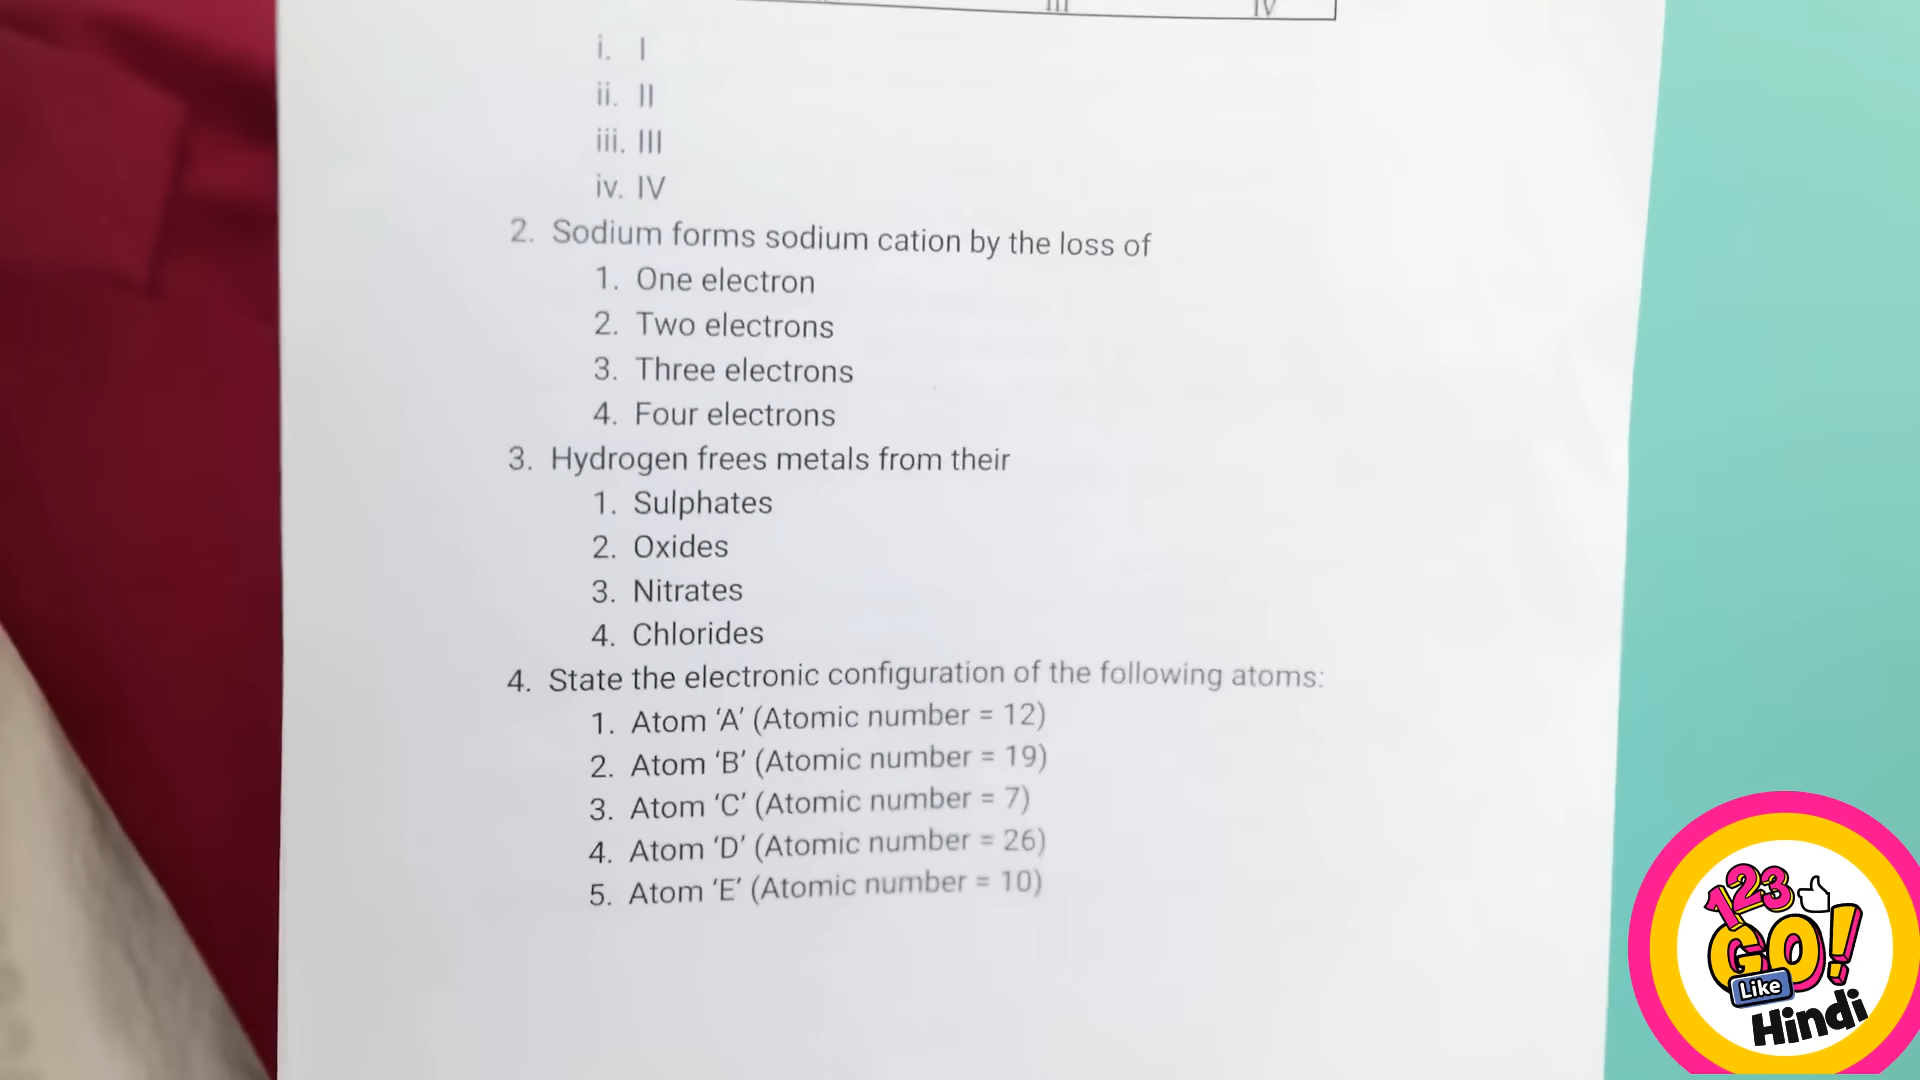 III IV
i. I
ii. II
iii. III
iv. IV
2. Sodium forms sodium cation by the loss of
1. One electron
2. Two electrons
3. Three electrons
4. Four electrons
3. Hydrogen frees metals from their
1. Sulphates
2. Oxides
3. Nitrates
4. Chlorides
4. State the electronic configuration of the following atoms:
1. Atom ‘A’ (Atomic number = 12)
2. Atom ‘B’ (Atomic number = 19)
3. Atom ‘C’ (Atomic number = 7)
4. Atom ‘D’ (Atomic number = 26)
5. Atom ‘E’ (Atomic number = 10)
123
GO!
Like
Hindi